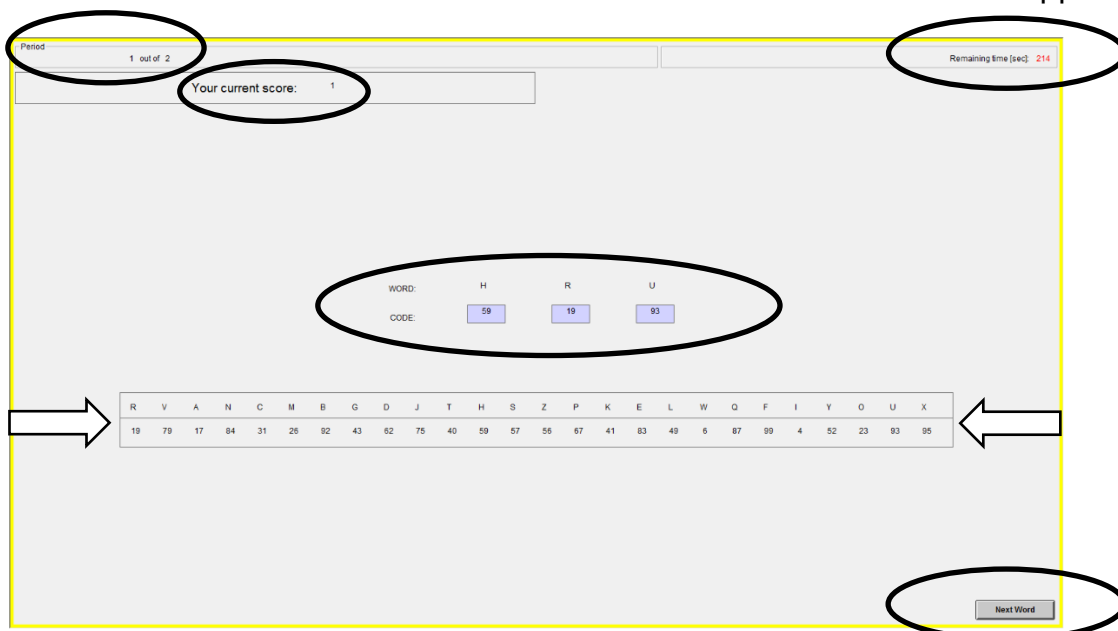 Period
1 out of 2
Remaining time [sec]: 214
Your current score: 1
WORD: H R U
CODE: 59 19 93
R V A N C M B G D J T H S Z P K E L W Q F I Y O U X
19 79 17 84 31 26 92 43 62 75 40 59 57 56 67 41 83 49 6 87 99 4 52 23 93 95
Next Word